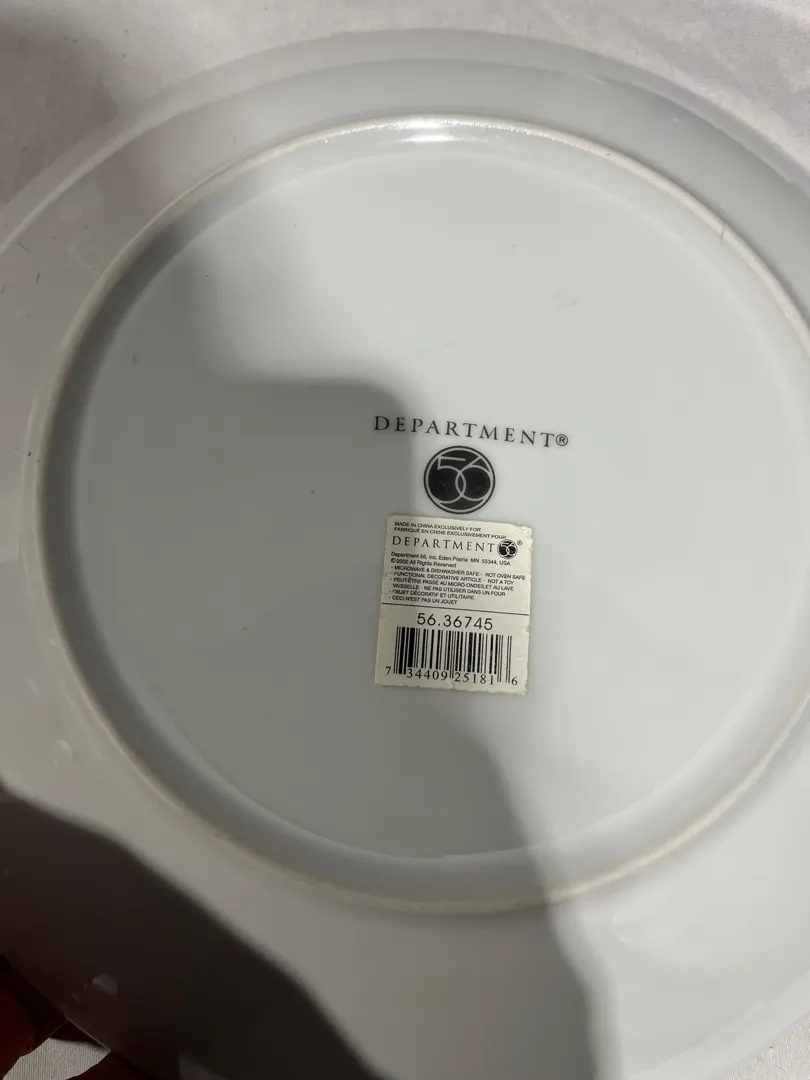 DEPARTMENT®
56
MADE IN CHINA EXCLUSIVELY FOR
FABRIQUÉ EN CHINE EXCLUSIVEMENT POUR
DEPARTMENT 56®
Department 56, Inc. Eden Prairie MN 55344, USA
©2002 All Rights Reserved
· MICROWAVE & DISHWASHER SAFE · NOT OVEN SAFE
· FUNCTIONAL DECORATIVE ARTICLE · NOT A TOY
· PEUT-ÊTRE PASSÉ AU MICRO-ONDES,ET AU LAVE
VAISSELLE · NE PAS UTILISER DANS UN FOUR
· OBJET DÉCORATIF ET UTILITAIRE
· CECI N'EST PAS UN JOUET
56.36745
7 34409 25181 6